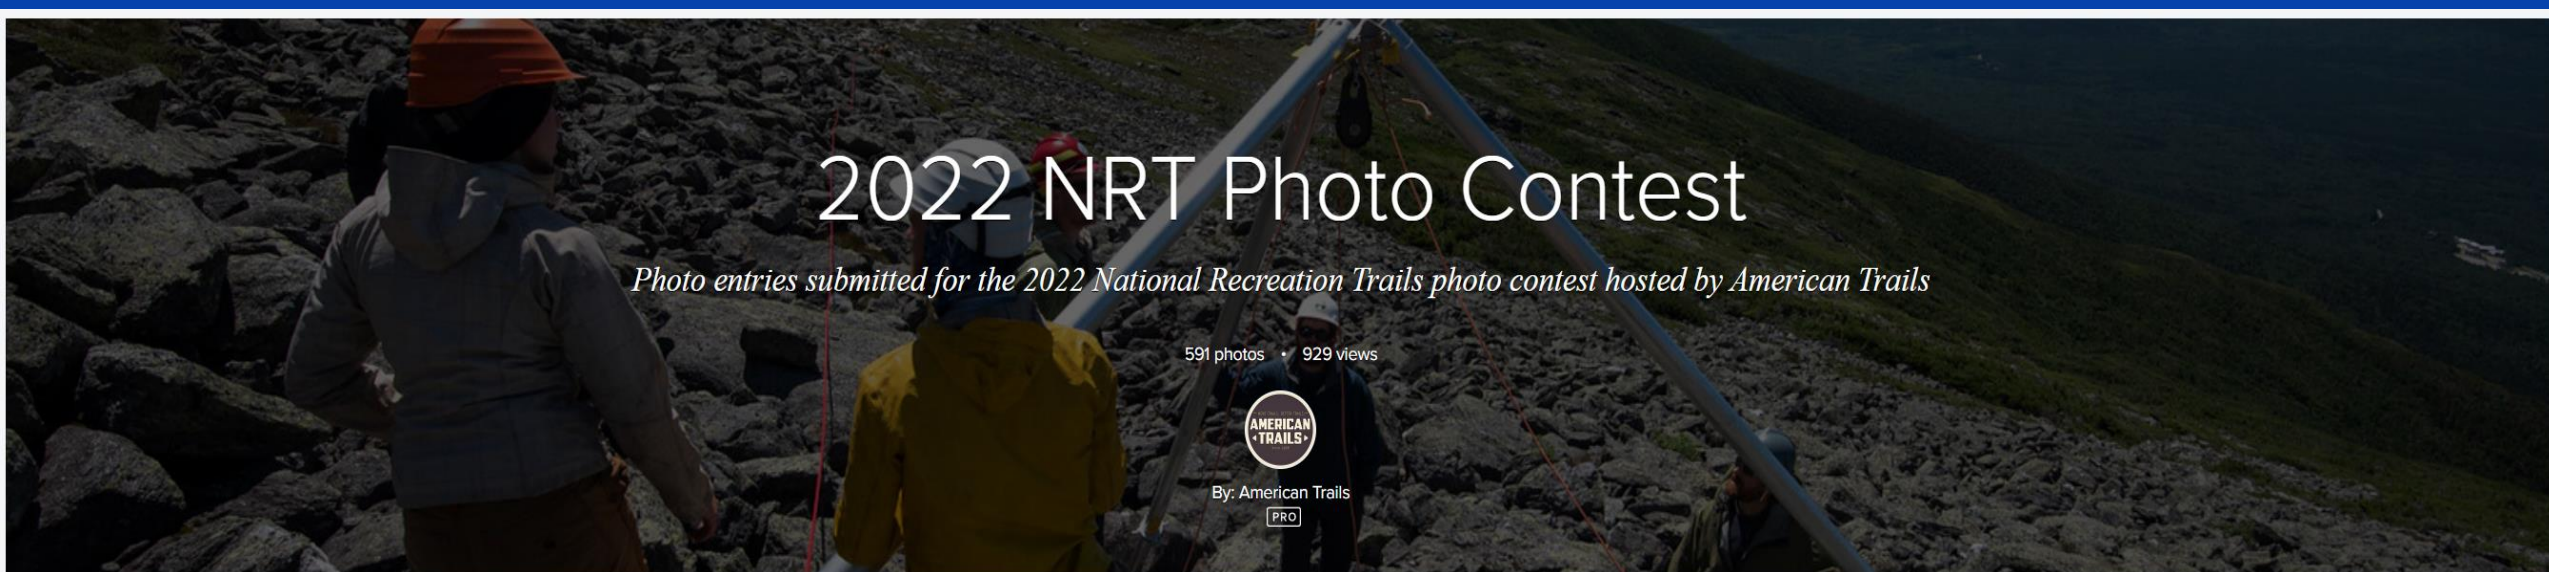 2022 NRT Photo Contest
Photo entries submitted for the 2022 National Recreation Trails photo contest hosted by American Trails
591 photos • 929 views
AMERICAN
TRAILS
By: American Trails
PRO